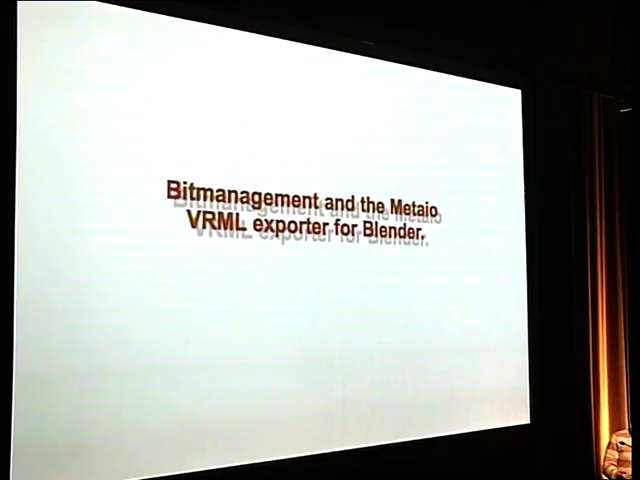 Bitmanagement and the Metaio
VRML exporter for Blender.